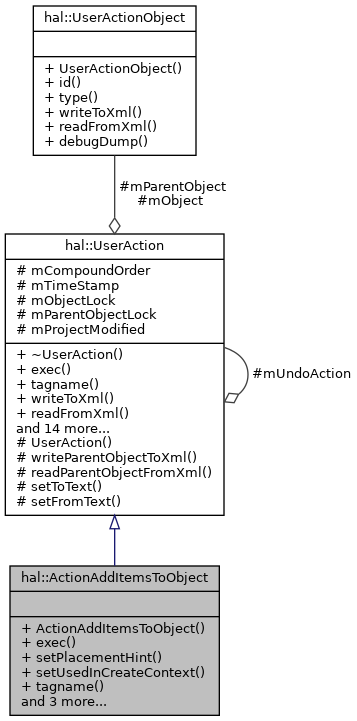 hal::UserActionObject
+ UserActionObject()
+ id()
+ type()
+ writeToXml()
+ readFromXml()
+ debugDump()
#mParentObject
#mObject
hal::UserAction
# mCompoundOrder
# mTimeStamp
# mObjectLock
# mParentObjectLock
# mProjectModified
+ ~UserAction()
+ exec()
+ tagname()
+ writeToXml()
+ readFromXml()
and 14 more...
# UserAction()
# writeParentObjectToXml()
# readParentObjectFromXml()
# setToText()
# setFromText()
#mUndoAction
hal::ActionAddItemsToObject
+ ActionAddItemsToObject()
+ exec()
+ setPlacementHint()
+ setUsedInCreateContext()
+ tagname()
and 3 more...